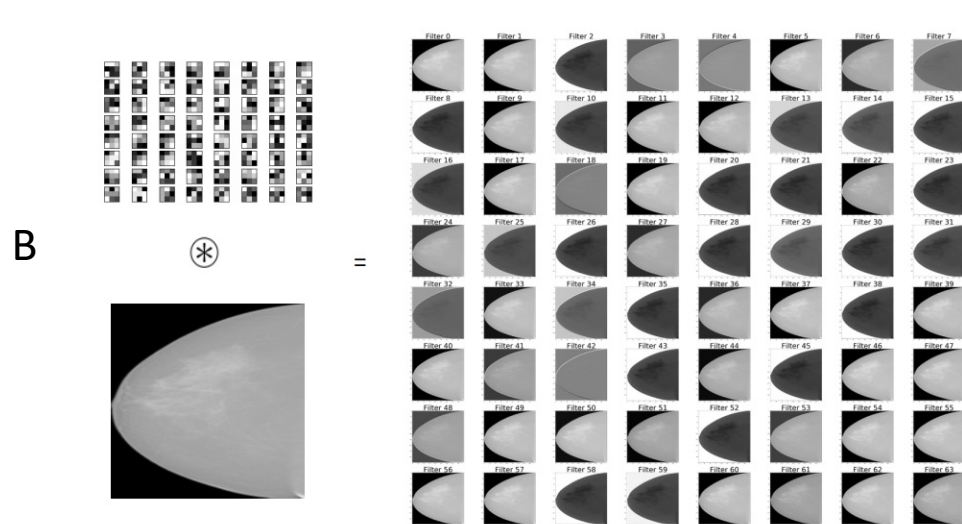 Filter 0 Filter 1 Filter 2 Filter 3 Filter 4 Filter 5 Filter 6 Filter 7
Filter 8 Filter 9 Filter 10 Filter 11 Filter 12 Filter 13 Filter 14 Filter 15
Filter 16 Filter 17 Filter 18 Filter 19 Filter 20 Filter 21 Filter 22 Filter 23
B
Filter 24 Filter 25 Filter 26 Filter 27 Filter 28 Filter 29 Filter 30 Filter 31
=
Filter 32 Filter 33 Filter 34 Filter 35 Filter 36 Filter 37 Filter 38 Filter 39
Filter 40 Filter 41 Filter 42 Filter 43 Filter 44 Filter 45 Filter 46 Filter 47
Filter 48 Filter 49 Filter 50 Filter 51 Filter 52 Filter 53 Filter 54 Filter 55
Filter 56 Filter 57 Filter 58 Filter 59 Filter 60 Filter 61 Filter 62 Filter 63